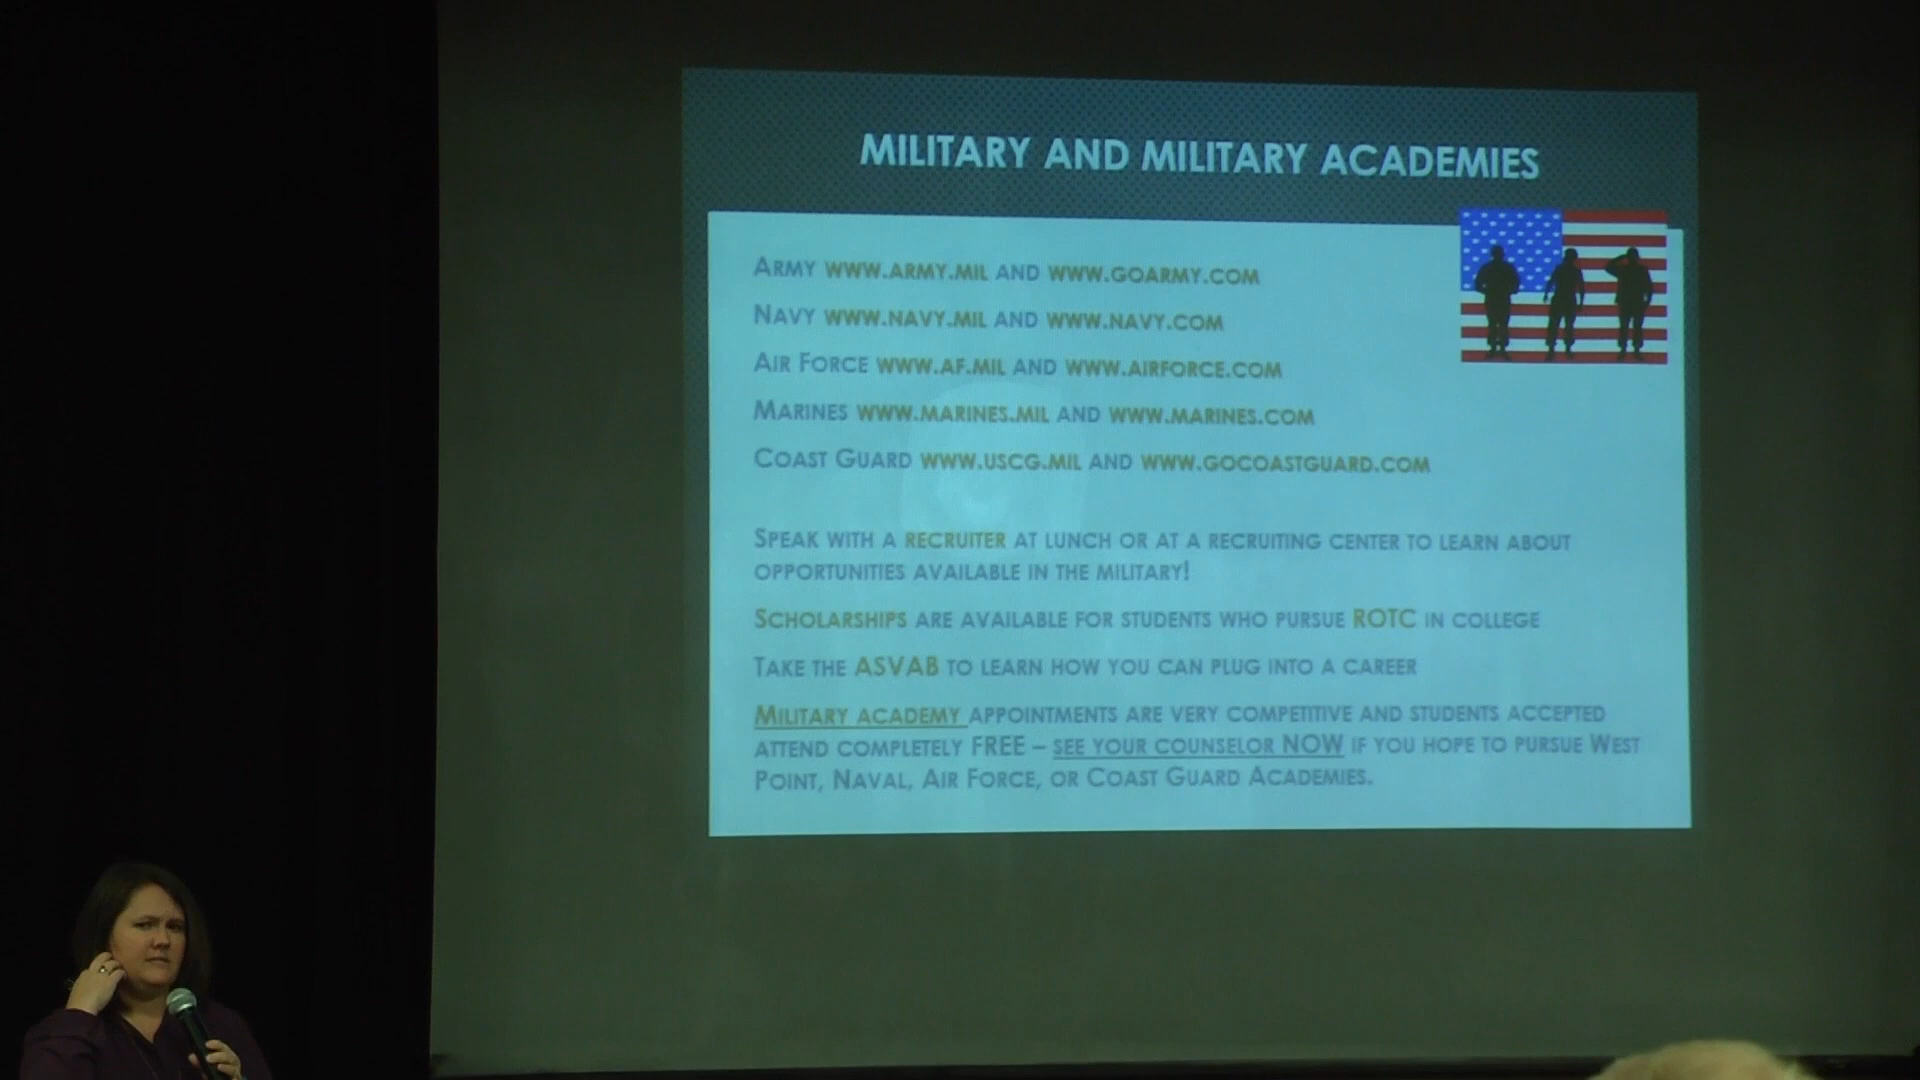 MILITARY AND MILITARY ACADEMIES
ARMY WWW.ARMY.MIL AND WWW.GOARMY.COM
NAVY WWW.NAVY.MIL AND WWW.NAVY.COM
AIR FORCE WWW.AF.MIL AND WWW.AIRFORCE.COM
MARINES WWW.MARINES.MIL AND WWW.MARINES.COM
COAST GUARD WWW.USCG.MIL AND WWW.GOCOASTGUARD.COM
SPEAK WITH A RECRUITER AT LUNCH OR AT A RECRUITING CENTER TO LEARN ABOUT
OPPORTUNITIES AVAILABLE IN THE MILITARY!
SCHOLARSHIPS ARE AVAILABLE FOR STUDENTS WHO PURSUE ROTC IN COLLEGE
TAKE THE ASVAB TO LEARN HOW YOU CAN PLUG INTO A CAREER
MILITARY ACADEMY APPOINTMENTS ARE VERY COMPETITIVE AND STUDENTS ACCEPTED
ATTEND COMPLETELY FREE – SEE YOUR COUNSELOR NOW IF YOU HOPE TO PURSUE WEST
POINT, NAVAL, AIR FORCE, OR COAST GUARD ACADEMIES.